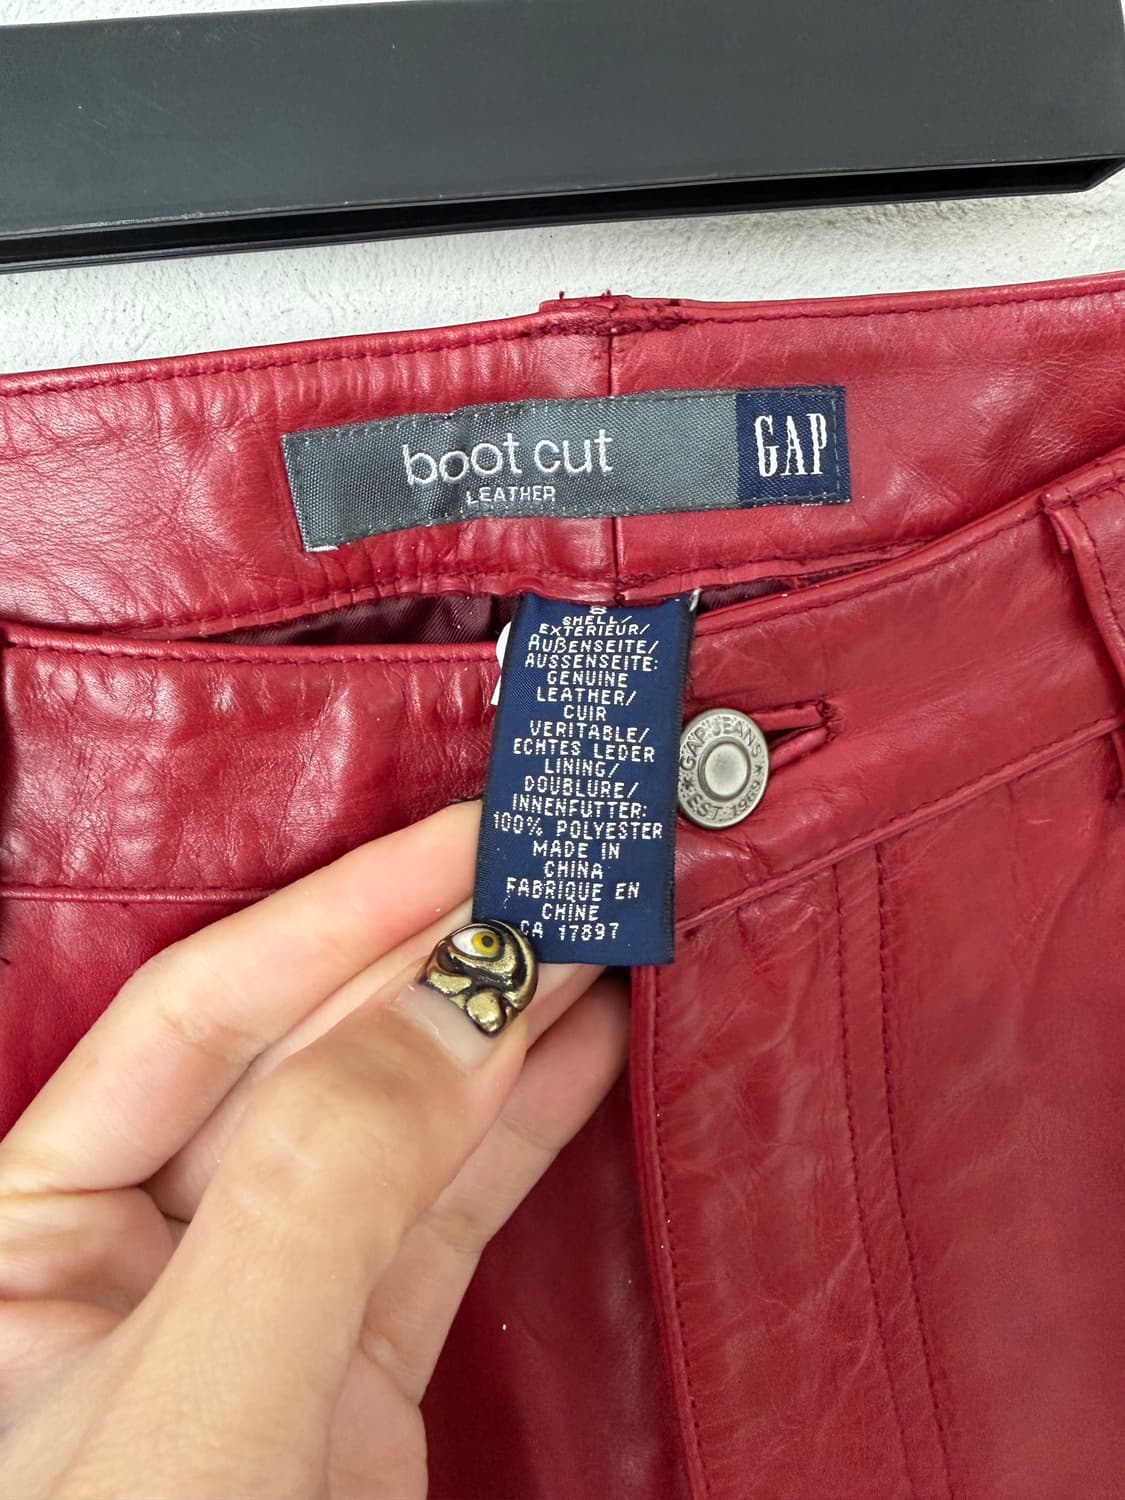 boot cut
LEATHER
GAP
8
SHELL/
EXTERIEUR/
AUßENSEITE/
AUSSENSEITE:
GENUINE
LEATHER/
CUIR
VERITABLE/
ECHTES LEDER
LINING/
DOUBLURE/
INNENFUTTER:
100% POLYESTER
MADE IN
CHINA
FABRIQUE EN
CHINE
CA 17897
GAP JEANS
EST. 1969